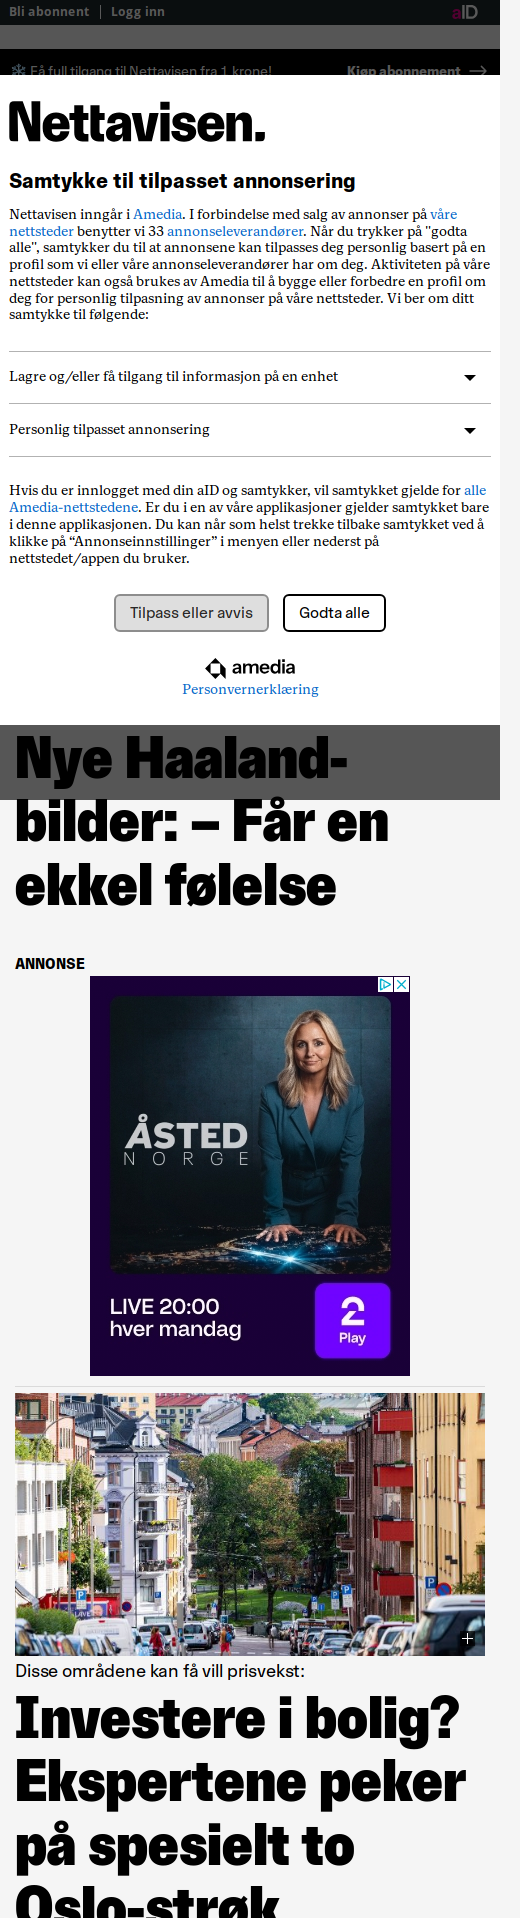 Bli abonnent | Logg inn
aID
Få full tilgang til Nettavisen fra 1 krone!
Kjøp abonnement →
Nettavisen.
Samtykke til tilpasset annonsering
Nettavisen inngår i Amedia. I forbindelse med salg av annonser på våre
nettsteder benytter vi 33 annonseleverandører. Når du trykker på "godta
alle", samtykker du til at annonsene kan tilpasses deg personlig basert på en
profil som vi eller våre annonseleverandører har om deg. Aktiviteten på våre
nettsteder kan også brukes av Amedia til å bygge eller forbedre en profil om
deg for personlig tilpasning av annonser på våre nettsteder. Vi ber om ditt
samtykke til følgende:
Lagre og/eller få tilgang til informasjon på en enhet
Personlig tilpasset annonsering
Hvis du er innlogget med din aID og samtykker, vil samtykket gjelde for alle
Amedia-nettstedene. Er du i en av våre applikasjoner gjelder samtykket bare
i denne applikasjonen. Du kan når som helst trekke tilbake samtykket ved å
klikke på “Annonseinnstillinger” i menyen eller nederst på
nettstedet/appen du bruker.
Tilpass eller avvis
Godta alle
amedia
Personvernerklæring
Nye Haaland-
bilder: – Får en
ekkel følelse
ANNONSE
ÅSTED
NORGE
LIVE 20:00
hver mandag
2
Play
Disse områdene kan få vill prisvekst:
Investere i bolig?
Ekspertene peker
på spesielt to
Oslo-strøk